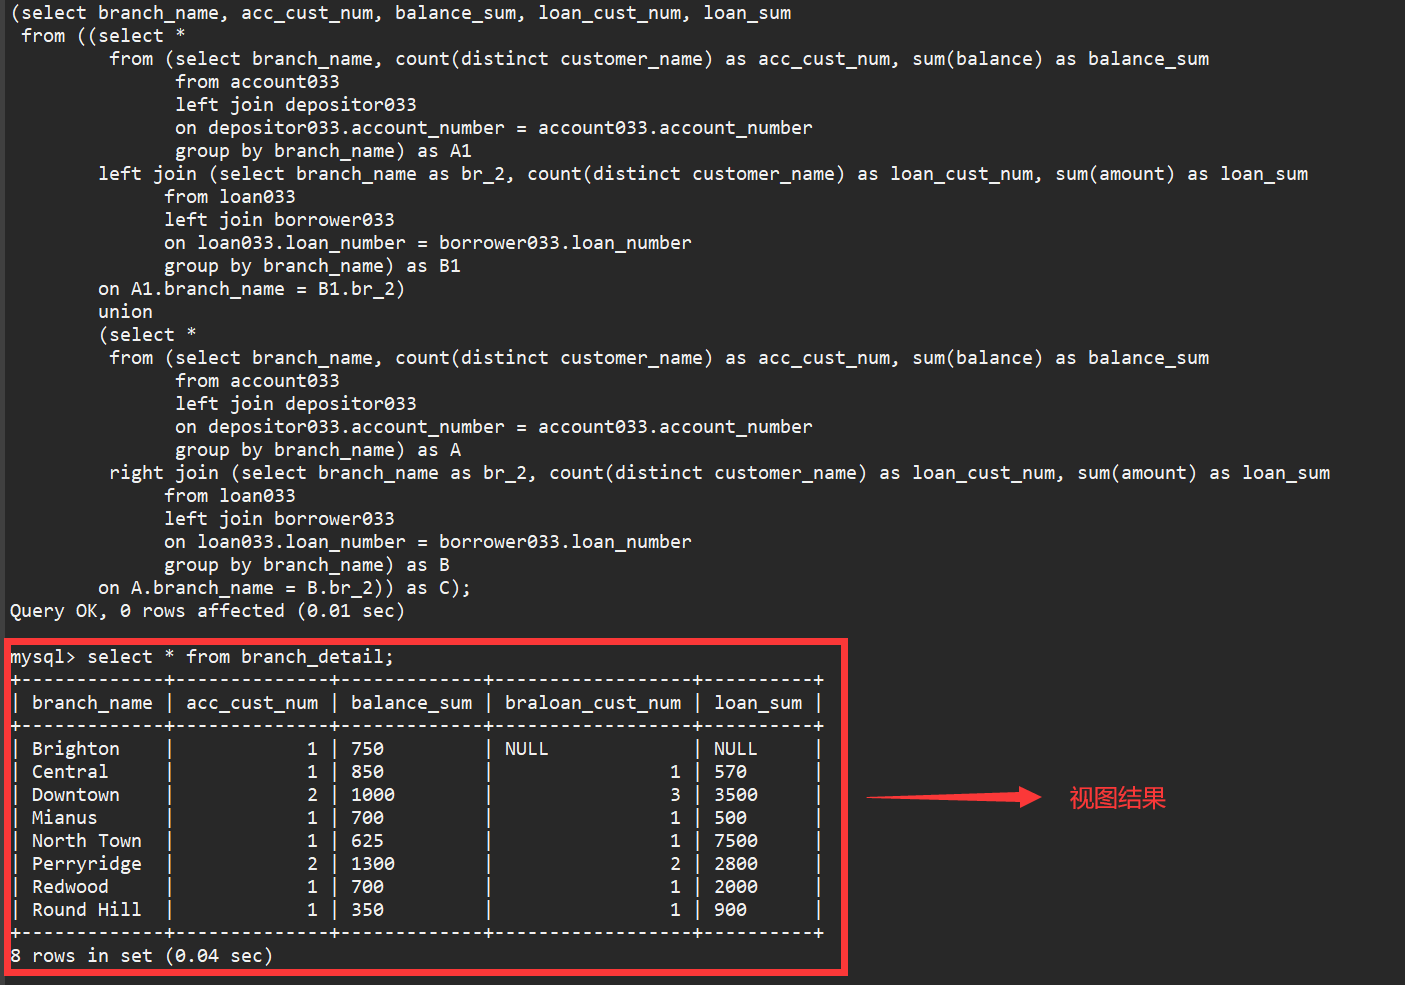 (select branch_name, acc_cust_num, balance_sum, loan_cust_num, loan_sum
from ((select *
from (select branch_name, count(distinct customer_name) as acc_cust_num, sum(balance) as balance_sum
from account033
left join depositor033
on depositor033.account_number = account033.account_number
group by branch_name) as A1
left join (select branch_name as br_2, count(distinct customer_name) as loan_cust_num, sum(amount) as loan_sum
from loan033
left join borrower033
on loan033.loan_number = borrower033.loan_number
group by branch_name) as B1
on A1.branch_name = B1.br_2)
union
(select *
from (select branch_name, count(distinct customer_name) as acc_cust_num, sum(balance) as balance_sum
from account033
left join depositor033
on depositor033.account_number = account033.account_number
group by branch_name) as A
right join (select branch_name as br_2, count(distinct customer_name) as loan_cust_num, sum(amount) as loan_sum
from loan033
left join borrower033
on loan033.loan_number = borrower033.loan_number
group by branch_name) as B
on A.branch_name = B.br_2)) as C);
Query OK, 0 rows affected (0.01 sec)
mysql> select * from branch_detail;
+-------------+--------------+-------------+------------------+----------+
| branch_name | acc_cust_num | balance_sum | braloan_cust_num | loan_sum |
+-------------+--------------+-------------+------------------+----------+
| Brighton    |            1 | 750         | NULL             | NULL     |
| Central     |            1 | 850         |                1 | 570      |
| Downtown    |            2 | 1000        |                3 | 3500     |
| Mianus      |            1 | 700         |                1 | 500      |
| North Town  |            1 | 625         |                1 | 7500     |
| Perryridge  |            2 | 1300        |                2 | 2800     |
| Redwood     |            1 | 700         |                1 | 2000     |
| Round Hill  |            1 | 350         |                1 | 900      |
+-------------+--------------+-------------+------------------+----------+
8 rows in set (0.04 sec)
视图结果